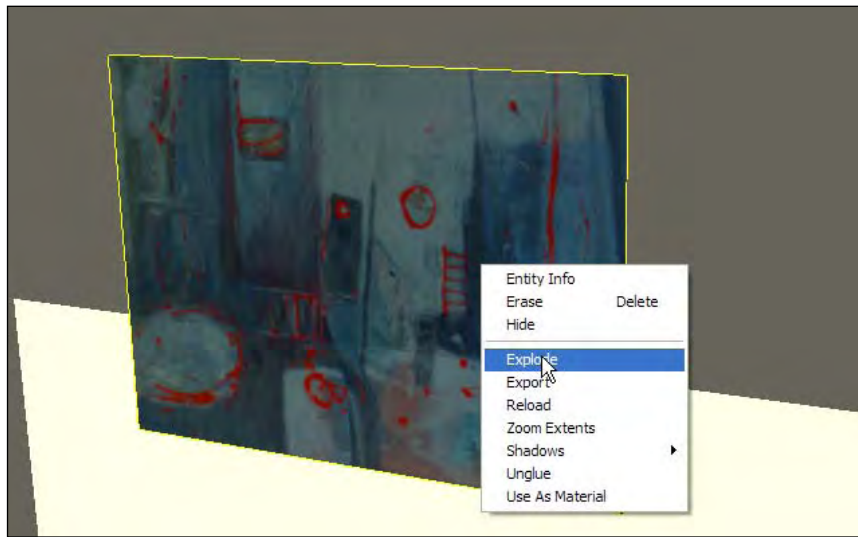 Entity Info
Erase Delete
Hide
Explode
Export
Reload
Zoom Extents
Shadows
Unglue
Use As Material